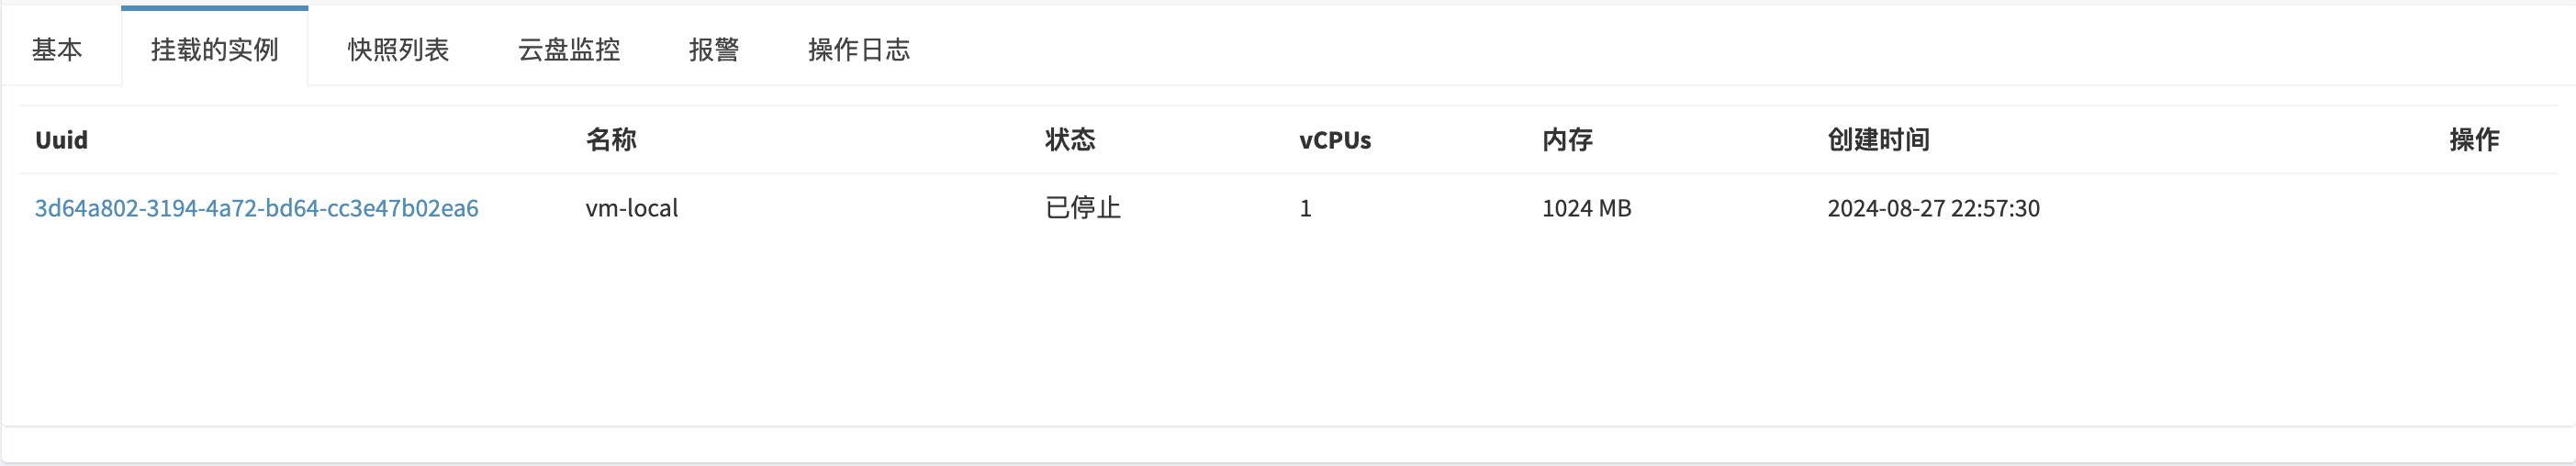 基本 挂载的实例 快照列表 云盘监控 报警 操作日志
Uuid 名称 状态 vCPUs 内存 创建时间 操作
3d64a802-3194-4a72-bd64-cc3e47b02ea6 vm-local 已停止 1 1024 MB 2024-08-27 22:57:30